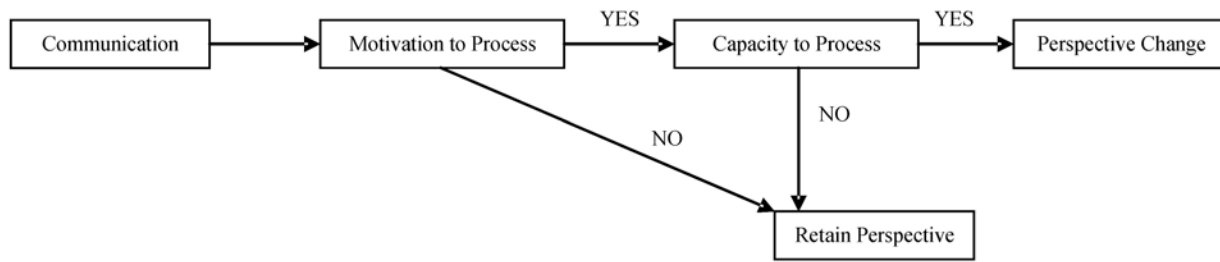 YES
YES
Communication
Motivation to Process
Capacity to Process
Perspective Change
NO
NO
Retain Perspective